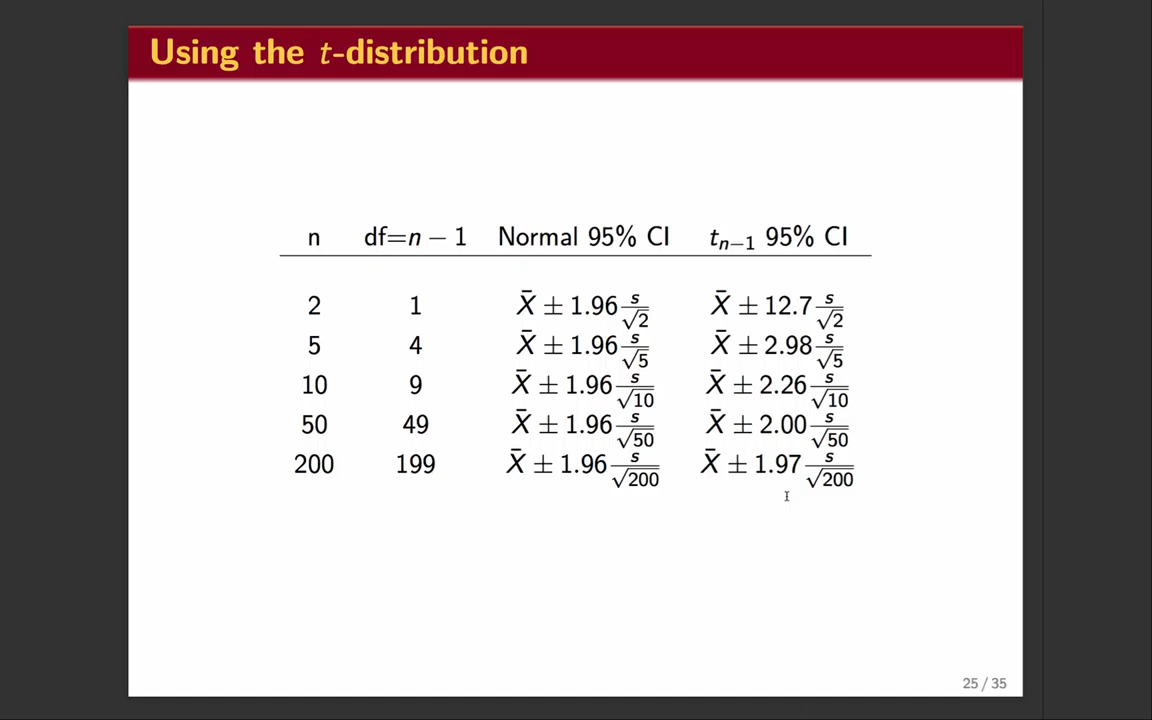 Using the t-distribution
n df=n − 1 Normal 95% CI tₙ₋₁ 95% CI
2 1 X̄ ± 1.96 s/√2 X̄ ± 12.7 s/√2
5 4 X̄ ± 1.96 s/√5 X̄ ± 2.98 s/√5
10 9 X̄ ± 1.96 s/√10 X̄ ± 2.26 s/√10
50 49 X̄ ± 1.96 s/√50 X̄ ± 2.00 s/√50
200 199 X̄ ± 1.96 s/√200 X̄ ± 1.97 s/√200
25 / 35